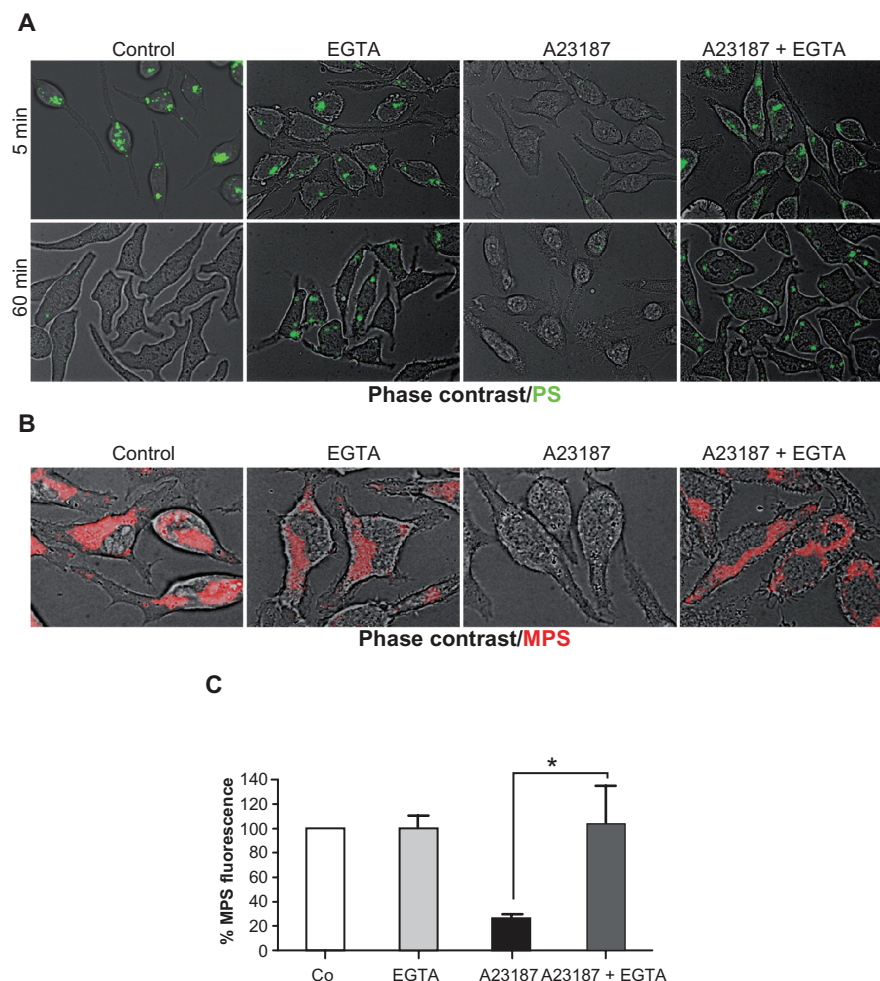 A
Control EGTA A23187 A23187 + EGTA
5 min
60 min
Phase contrast/PS
B
Control EGTA A23187 A23187 + EGTA
Phase contrast/MPS
C
% MPS fluorescence
140
120
100
80
60
40
20
0
*
Co EGTA A23187 A23187 + EGTA